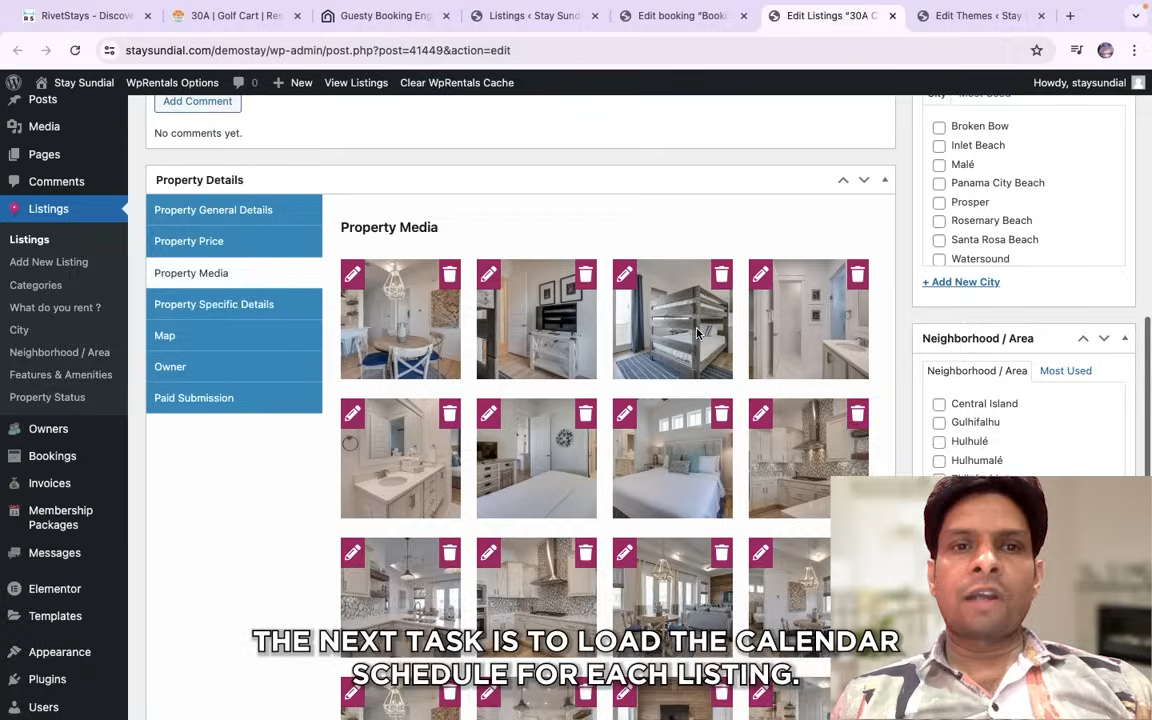 RivetStays - Discove
30A | Golf Cart | Res
Guesty Booking Eng
Listings ‹ Stay Sund
Edit booking "Booki
Edit Listings "30A C
Edit Themes ‹ Stay
staysundial.com/demostay/wp-admin/post.php?post=41449&action=edit
Stay Sundial
WpRentals Options
0
New
View Listings
Clear WpRentals Cache
Howdy, staysundial
Posts
Media
Pages
Comments
Listings
Listings
Add New Listing
Categories
What do you rent ?
City
Neighborhood / Area
Features & Amenities
Property Status
Owners
Bookings
Invoices
Membership
Packages
Messages
Elementor
Templates
Appearance
Plugins
Users
Add Comment
No comments yet.
Property Details
Property General Details
Property Price
Property Media
Property Specific Details
Map
Owner
Paid Submission
Property Media
Broken Bow
Inlet Beach
Malé
Panama City Beach
Prosper
Rosemary Beach
Santa Rosa Beach
Watersound
+ Add New City
Neighborhood / Area
Neighborhood / Area
Most Used
Central Island
Gulhifalhu
Hulhulé
Hulhumalé
THE NEXT TASK IS TO LOAD THE CALENDAR
SCHEDULE FOR EACH LISTING.